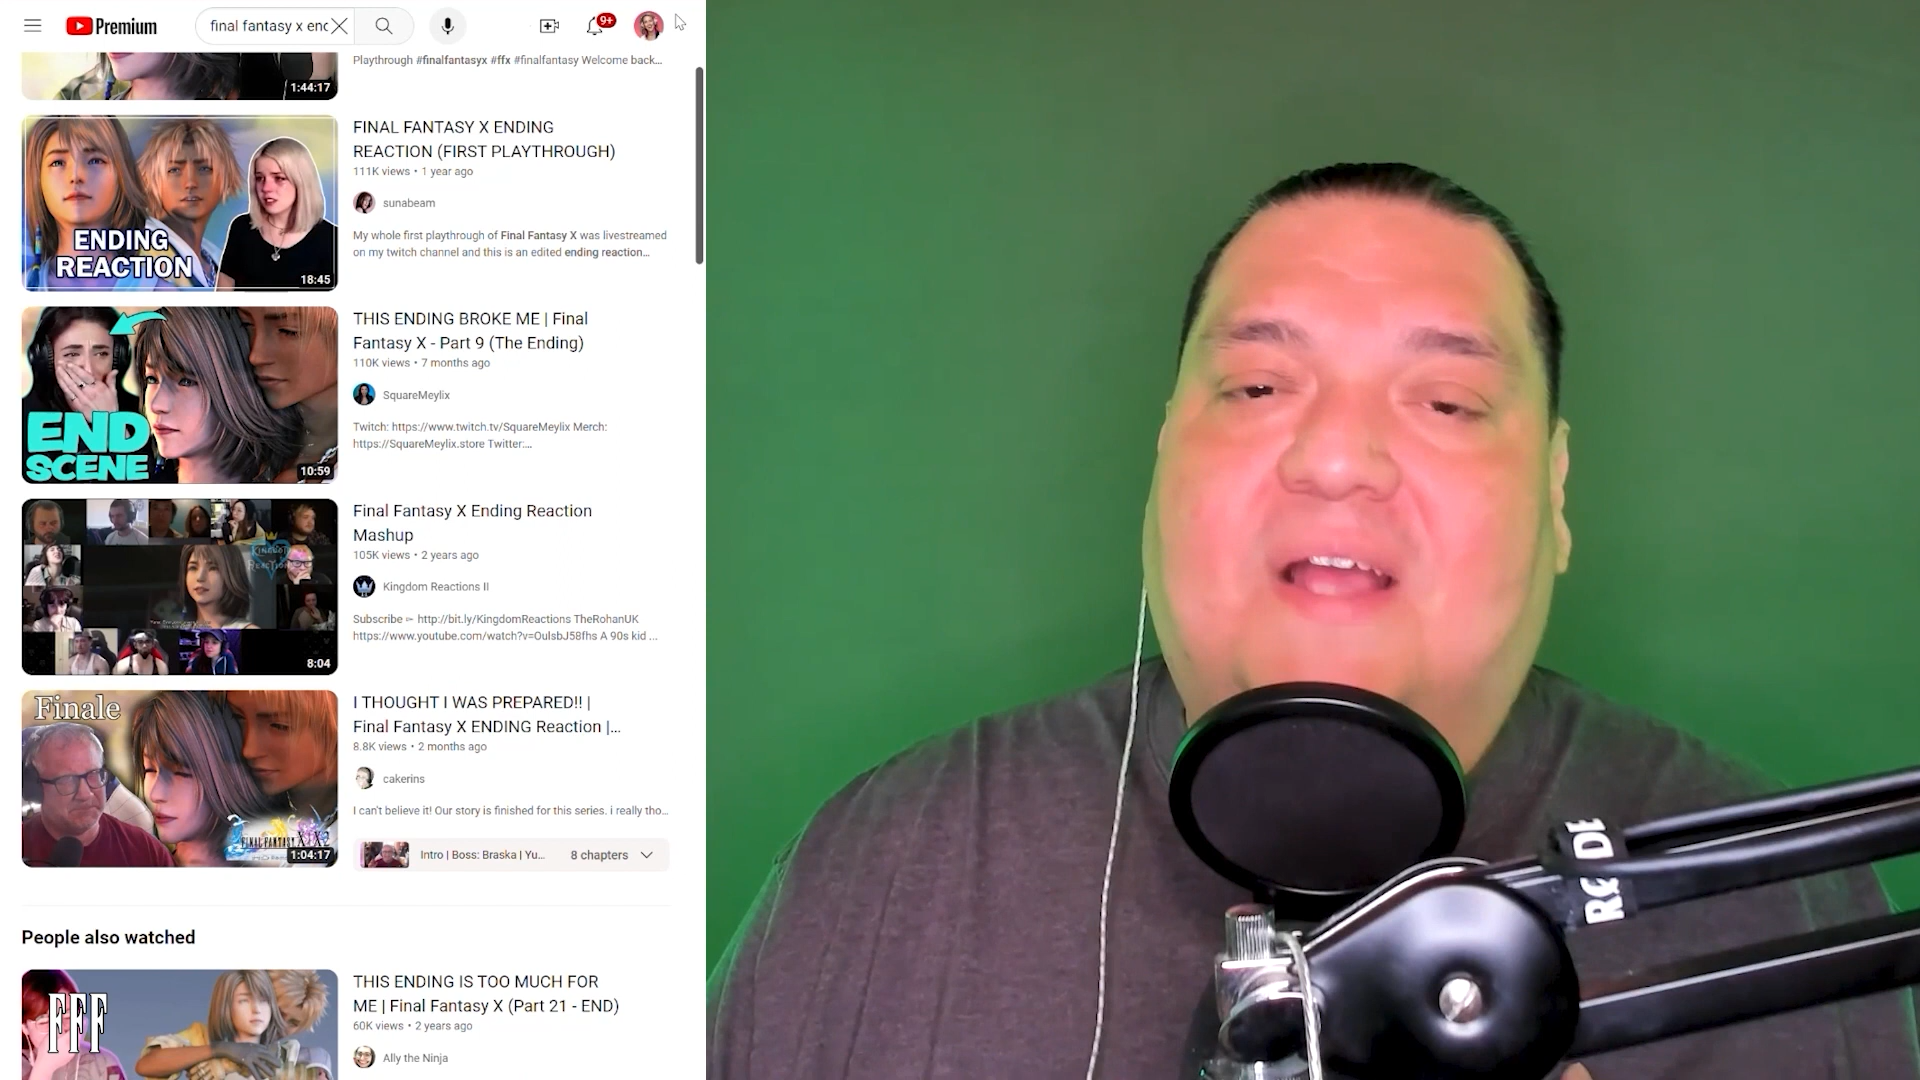 Premium
final fantasy x enc
9+
Playthrough #finalfantasyx #ffx #finalfantasy Welcome back...
1:44:17
FINAL FANTASY X ENDING
REACTION (FIRST PLAYTHROUGH)
111K views • 1 year ago
sunabeam
My whole first playthrough of Final Fantasy X was livestreamed
on my twitch channel and this is an edited ending reaction...
ENDING
REACTION
18:45
THIS ENDING BROKE ME | Final
Fantasy X - Part 9 (The Ending)
110K views • 7 months ago
SquareMeylix
Twitch: https://www.twitch.tv/SquareMeylix Merch:
https://SquareMeylix.store Twitter:...
END
SCENE
10:59
Final Fantasy X Ending Reaction
Mashup
105K views • 2 years ago
Kingdom Reactions II
Subscribe ➳ http://bit.ly/KingdomReactions TheRohanUK
https://www.youtube.com/watch?v=OulsbJ58fhs A 90s kid ...
KINGDOM
REACTIONS
8:04
I THOUGHT I WAS PREPARED!! |
Final Fantasy X ENDING Reaction |...
8.8K views • 2 months ago
cakerins
I can't believe it! Our story is finished for this series. i really tho...
Intro | Boss: Braska | Yu...
8 chapters
Finale
FINAL FANTASY X/X-2
1:04:17
People also watched
THIS ENDING IS TOO MUCH FOR
ME | Final Fantasy X (Part 21 - END)
60K views • 2 years ago
Ally the Ninja
FFF
RODE